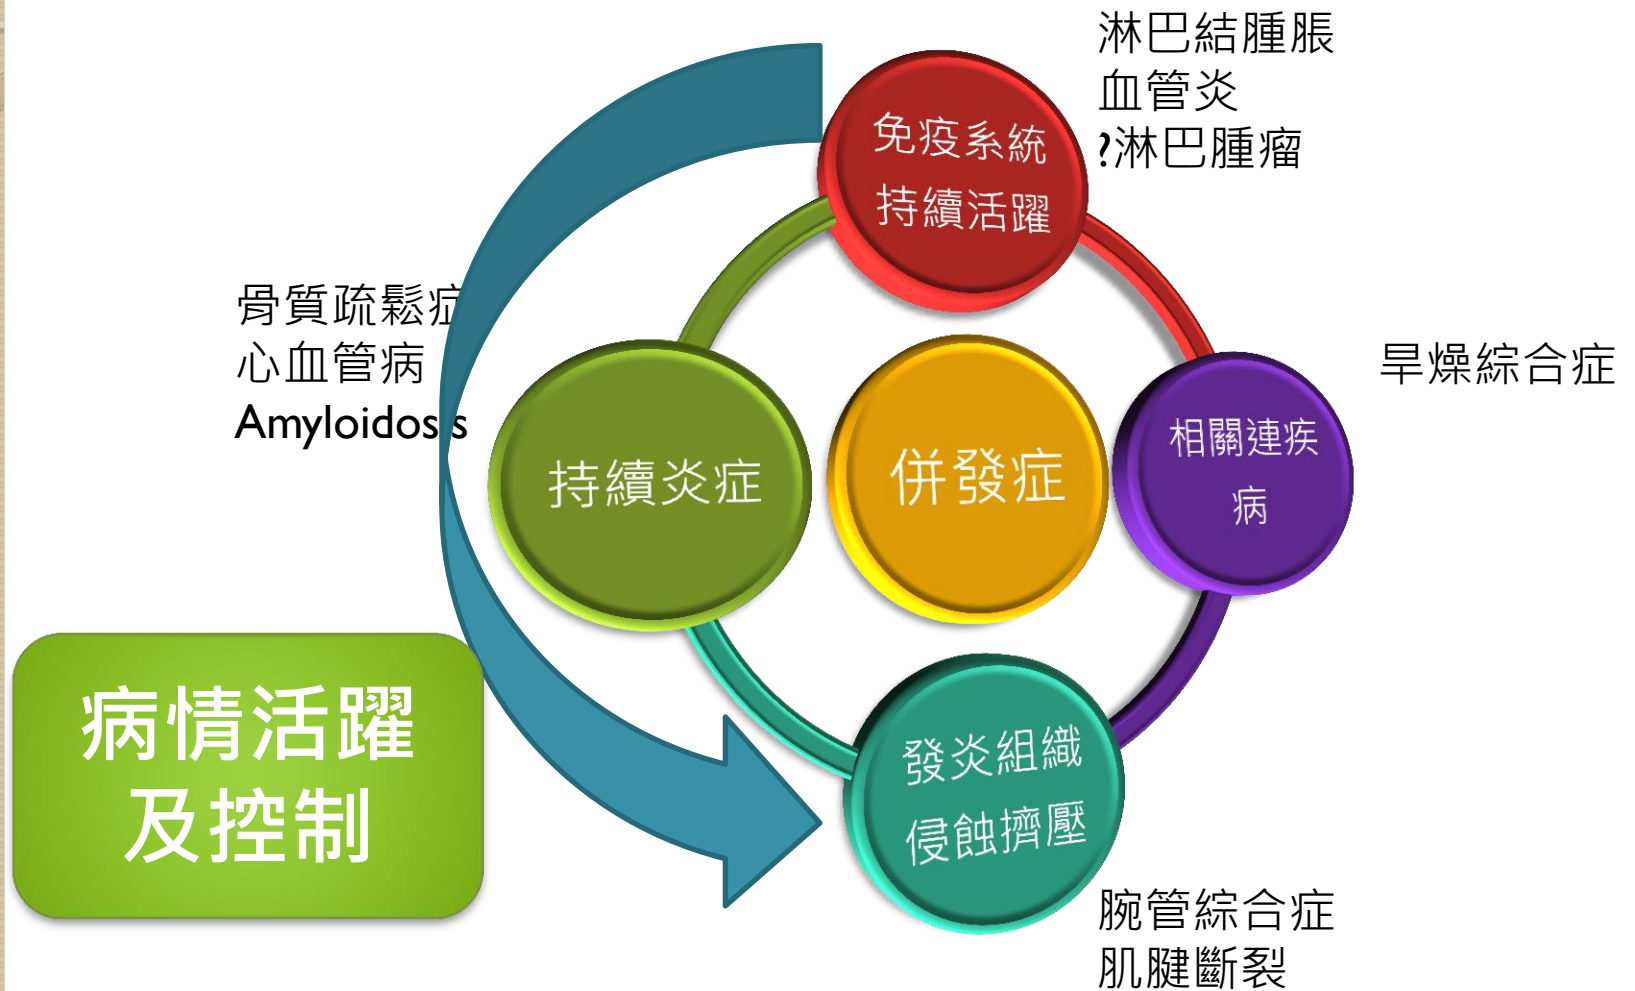 淋巴結腫脹
血管炎
?淋巴腫瘤
免疫系統
持續活躍
骨質疏鬆症
心血管病
Amyloidosis
旱燥綜合症
相關連疾
病
持續炎症
併發症
病情活躍
及控制
發炎組織
侵蝕擠壓
腕管綜合症
肌腱斷裂